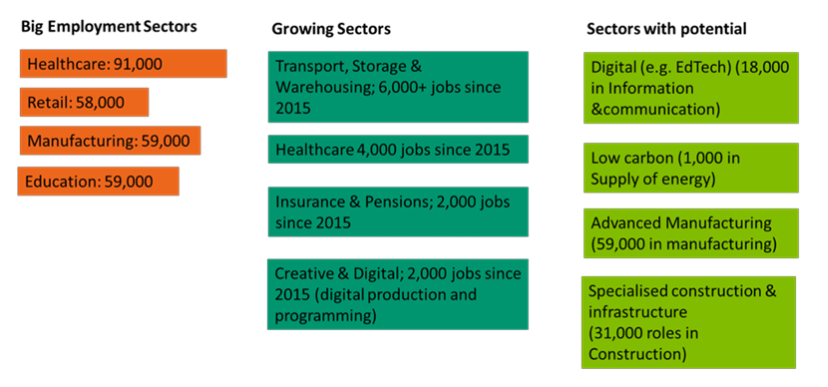 Big Employment Sectors
Healthcare: 91,000
Retail: 58,000
Manufacturing: 59,000
Education: 59,000
Growing Sectors
Transport, Storage &
Warehousing; 6,000+ jobs since
2015
Healthcare 4,000 jobs since 2015
Insurance & Pensions; 2,000 jobs
since 2015
Creative & Digital; 2,000 jobs since
2015 (digital production and
programming)
Sectors with potential
Digital (e.g. EdTech) (18,000
in Information
&communication)
Low carbon (1,000 in
Supply of energy)
Advanced Manufacturing
(59,000 in manufacturing)
Specialised construction &
infrastructure
(31,000 roles in
Construction)